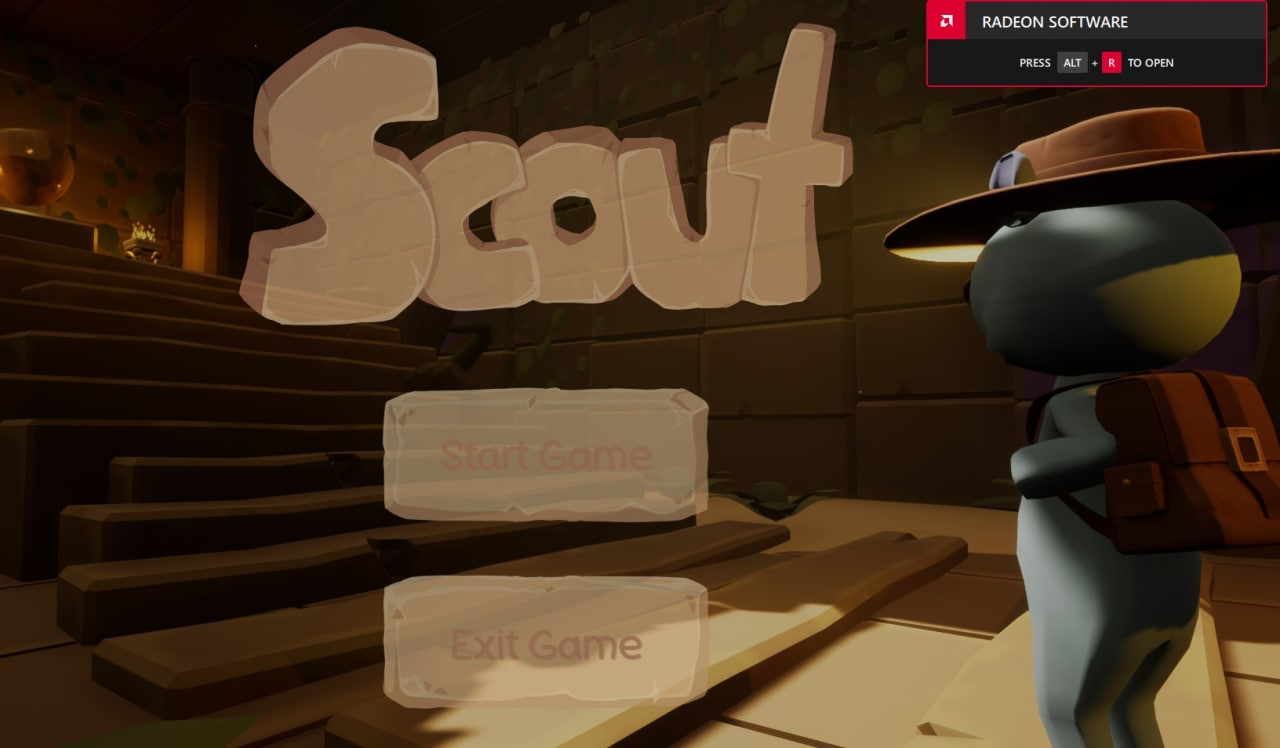 Scout
RADEON SOFTWARE
PRESS ALT + R TO OPEN
Start Game
Exit Game